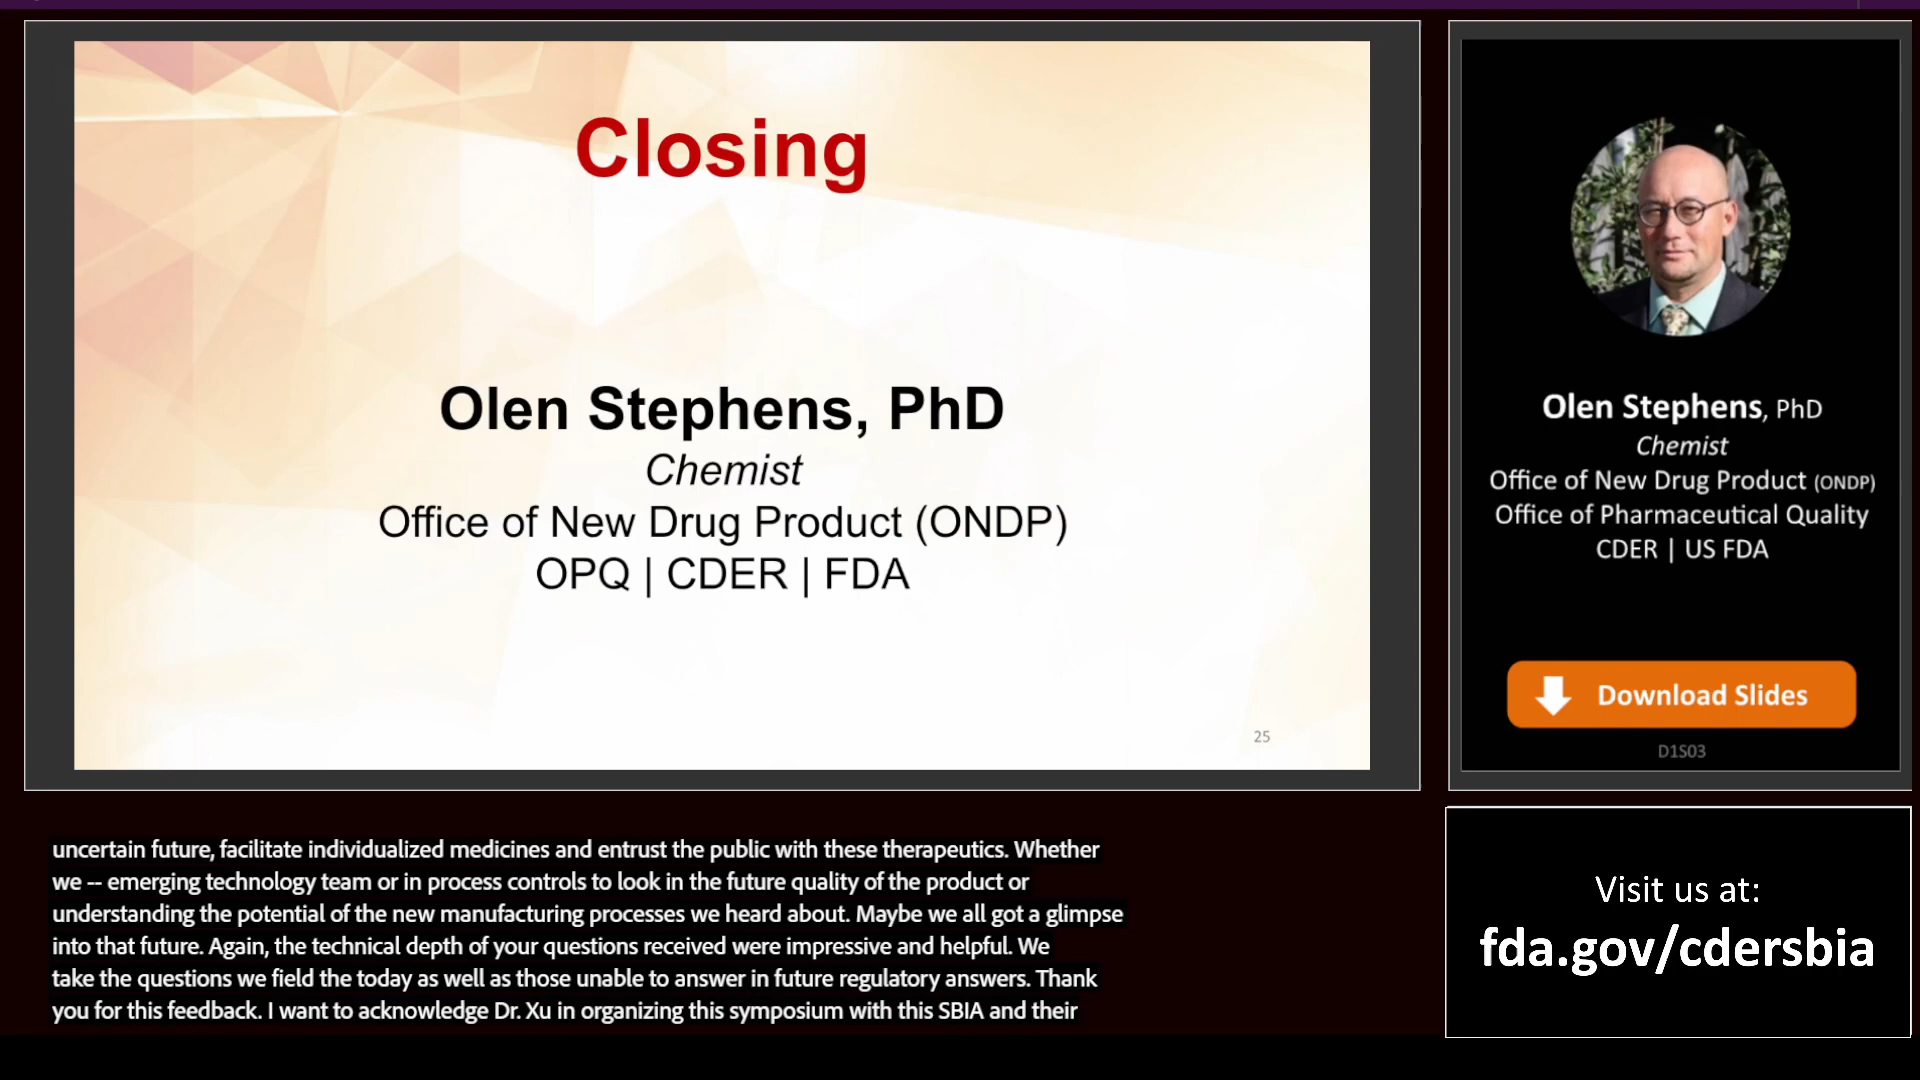 Closing
Olen Stephens, PhD
Chemist
Office of New Drug Product (ONDP)
OPQ | CDER | FDA
25
Olen Stephens, PhD
Chemist
Office of New Drug Product (ONDP)
Office of Pharmaceutical Quality
CDER | US FDA
Download Slides
D1S03
uncertain future, facilitate individualized medicines and entrust the public with these therapeutics. Whether
we -- emerging technology team or in process controls to look in the future quality of the product or
understanding the potential of the new manufacturing processes we heard about. Maybe we all got a glimpse
into that future. Again, the technical depth of your questions received were impressive and helpful. We
take the questions we field the today as well as those unable to answer in future regulatory answers. Thank
you for this feedback. I want to acknowledge Dr. Xu in organizing this symposium with this SBIA and their
Visit us at:
fda.gov/cdersbia